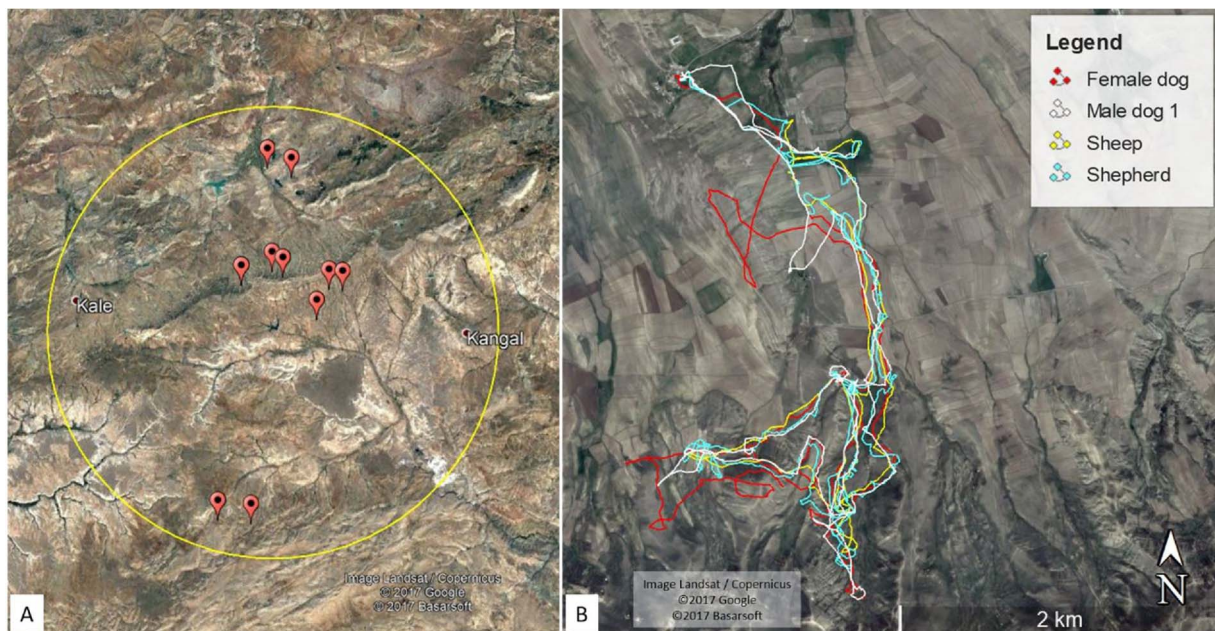 Kale
Kangal
Image Landsat / Copernicus
© 2017 Google
© 2017 Basarsoft
A
Legend
Female dog
Male dog 1
Sheep
Shepherd
Image Landsat / Copernicus
©2017 Google
©2017 Basarsoft
N
2 km
B